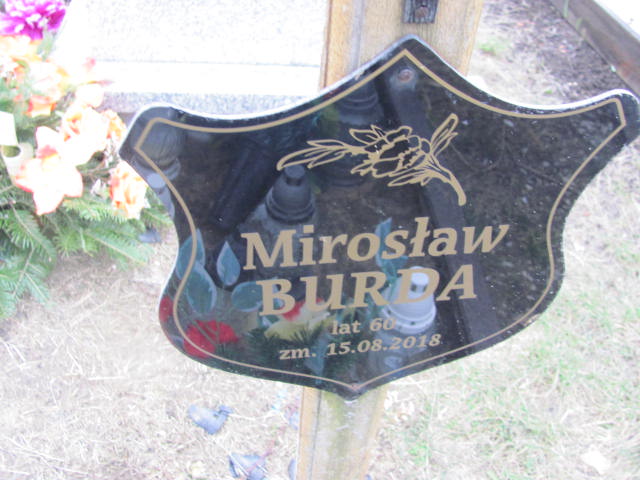 Mirosław
BURDA
lat 60
zm. 15.08.2018